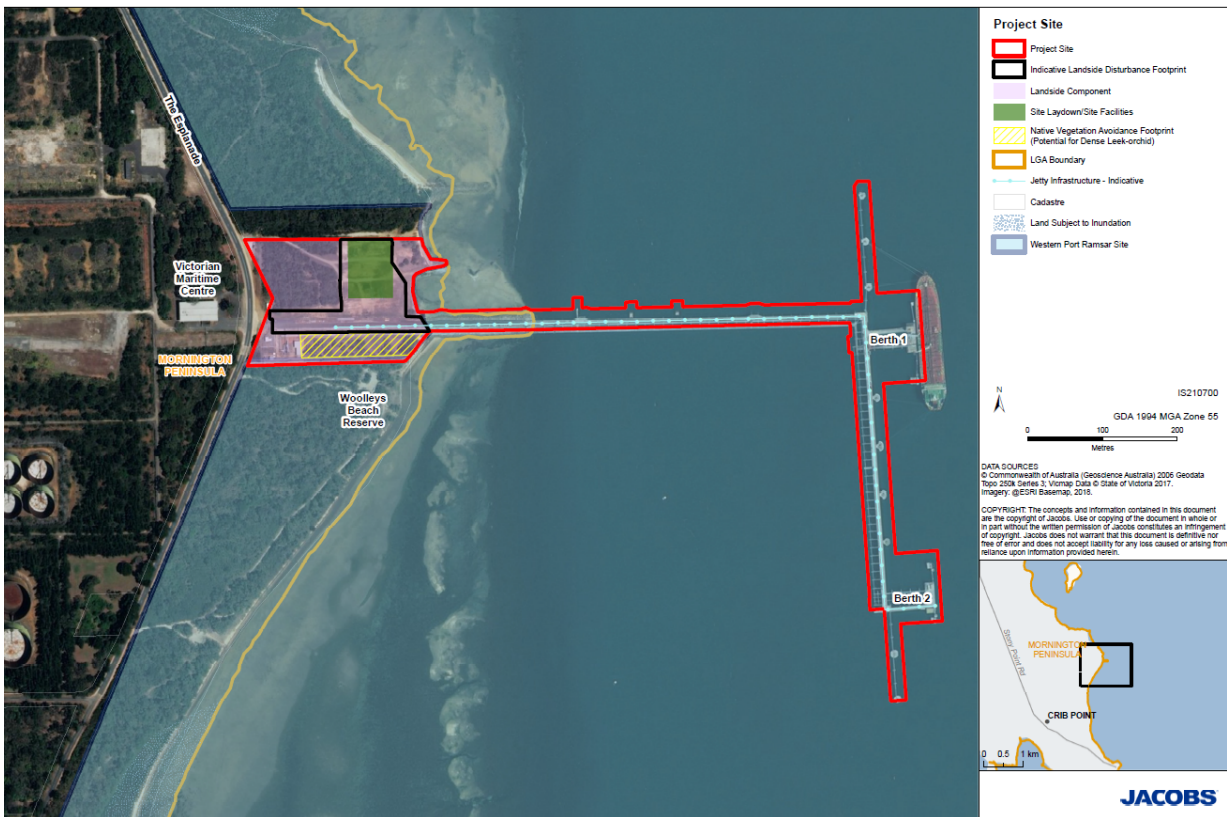 The Esplanade
Victorian
Maritime
Centre
MORNINGTON
PENINSULA
Woolleys
Beach
Reserve
Berth 1
Berth 2
Project Site
Project Site
Indicative Landside Disturbance Footprint
Landside Component
Site Laydown/Site Facilities
Native Vegetation Avoidance Footprint
(Potential for Dense Leek-orchid)
LGA Boundary
Jetty Infrastructure - Indicative
Cadastre
Land Subject to Inundation
Western Port Ramsar Site
N
IS210700
GDA 1994 MGA Zone 55
0 100 200
Metres
DATA SOURCES
© Commonwealth of Australia (Geoscience Australia) 2006 Geodata
Topo 250k Series 3; Vicmap Data © State of Victoria 2017.
Imagery: @ESRI Basemap, 2018.
COPYRIGHT: The concepts and information contained in this document
are the copyright of Jacobs. Use or copying of the document in whole or
in part without the written permission of Jacobs constitutes an infringement
of copyright. Jacobs does not warrant that this document is definitive nor
free of error and does not accept liability for any loss caused or arising from
reliance upon information provided herein.
MORNINGTON
PENINSULA
Stony Point Rd
CRIB POINT
0 0.5 1 km
JACOBS